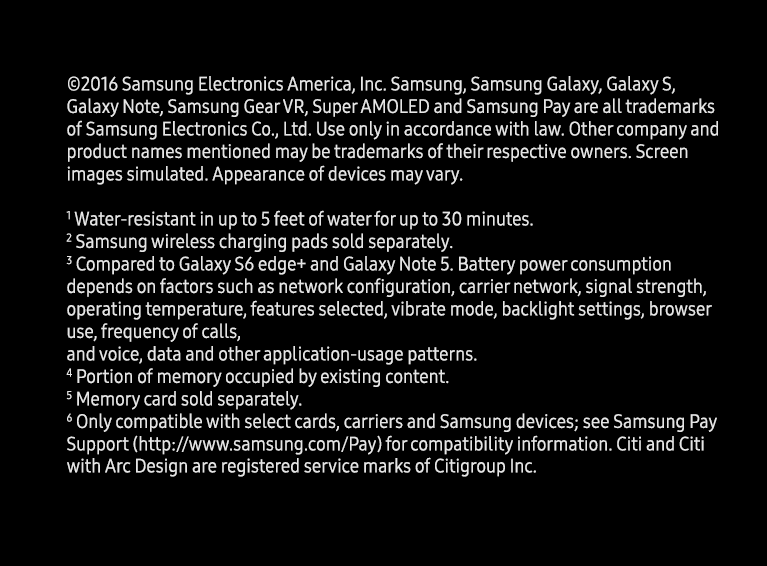 ©2016 Samsung Electronics America, Inc. Samsung, Samsung Galaxy, Galaxy S,
Galaxy Note, Samsung Gear VR, Super AMOLED and Samsung Pay are all trademarks
of Samsung Electronics Co., Ltd. Use only in accordance with law. Other company and
product names mentioned may be trademarks of their respective owners. Screen
images simulated. Appearance of devices may vary.
¹ Water-resistant in up to 5 feet of water for up to 30 minutes.
² Samsung wireless charging pads sold separately.
³ Compared to Galaxy S6 edge+ and Galaxy Note 5. Battery power consumption
depends on factors such as network configuration, carrier network, signal strength,
operating temperature, features selected, vibrate mode, backlight settings, browser
use, frequency of calls,
and voice, data and other application-usage patterns.
⁴ Portion of memory occupied by existing content.
⁵ Memory card sold separately.
⁶ Only compatible with select cards, carriers and Samsung devices; see Samsung Pay
Support (http://www.samsung.com/Pay) for compatibility information. Citi and Citi
with Arc Design are registered service marks of Citigroup Inc.